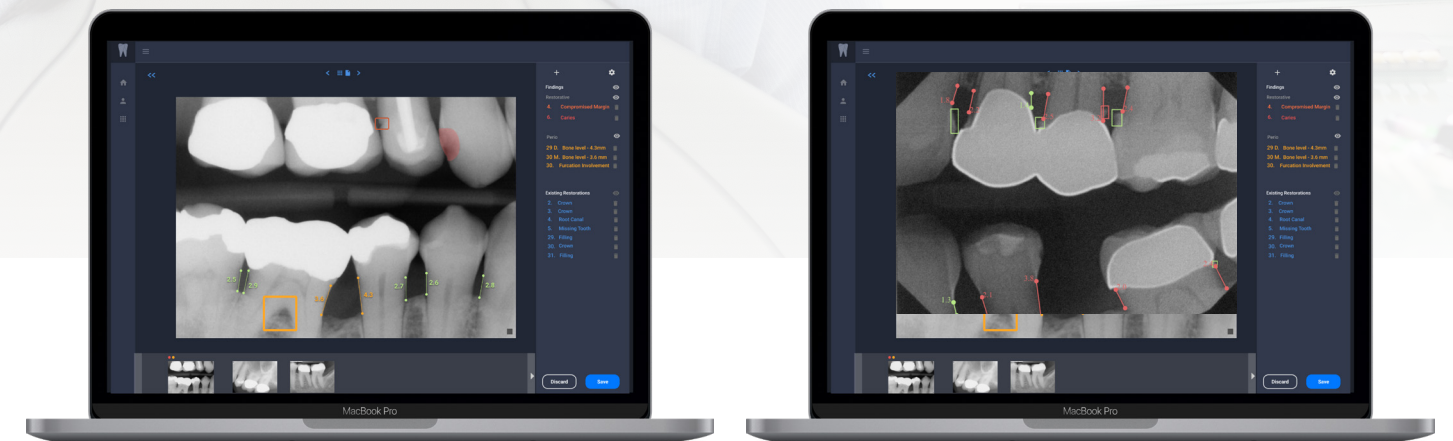 Findings
Restorative
4. Compromised Margin
6. Caries
Perio
29 D. Bone level - 4.3mm
30 M. Bone level - 3.6 mm
30. Furcation Involvement
Existing Restorations
2. Crown
3. Crown
4. Root Canal
5. Missing Tooth
29. Filling
30. Crown
31. Filling
2.5
2.9
4.3
2.7
2.6
2.8
Discard
Save
MacBook Pro
Findings
Restorative
4. Compromised Margin
6. Caries
Perio
29 D. Bone level - 4.3mm
30 M. Bone level - 3.6 mm
30. Furcation Involvement
Existing Restorations
2. Crown
3. Crown
4. Root Canal
5. Missing Tooth
29. Filling
30. Crown
31. Filling
1.3
Discard
Save
MacBook Pro